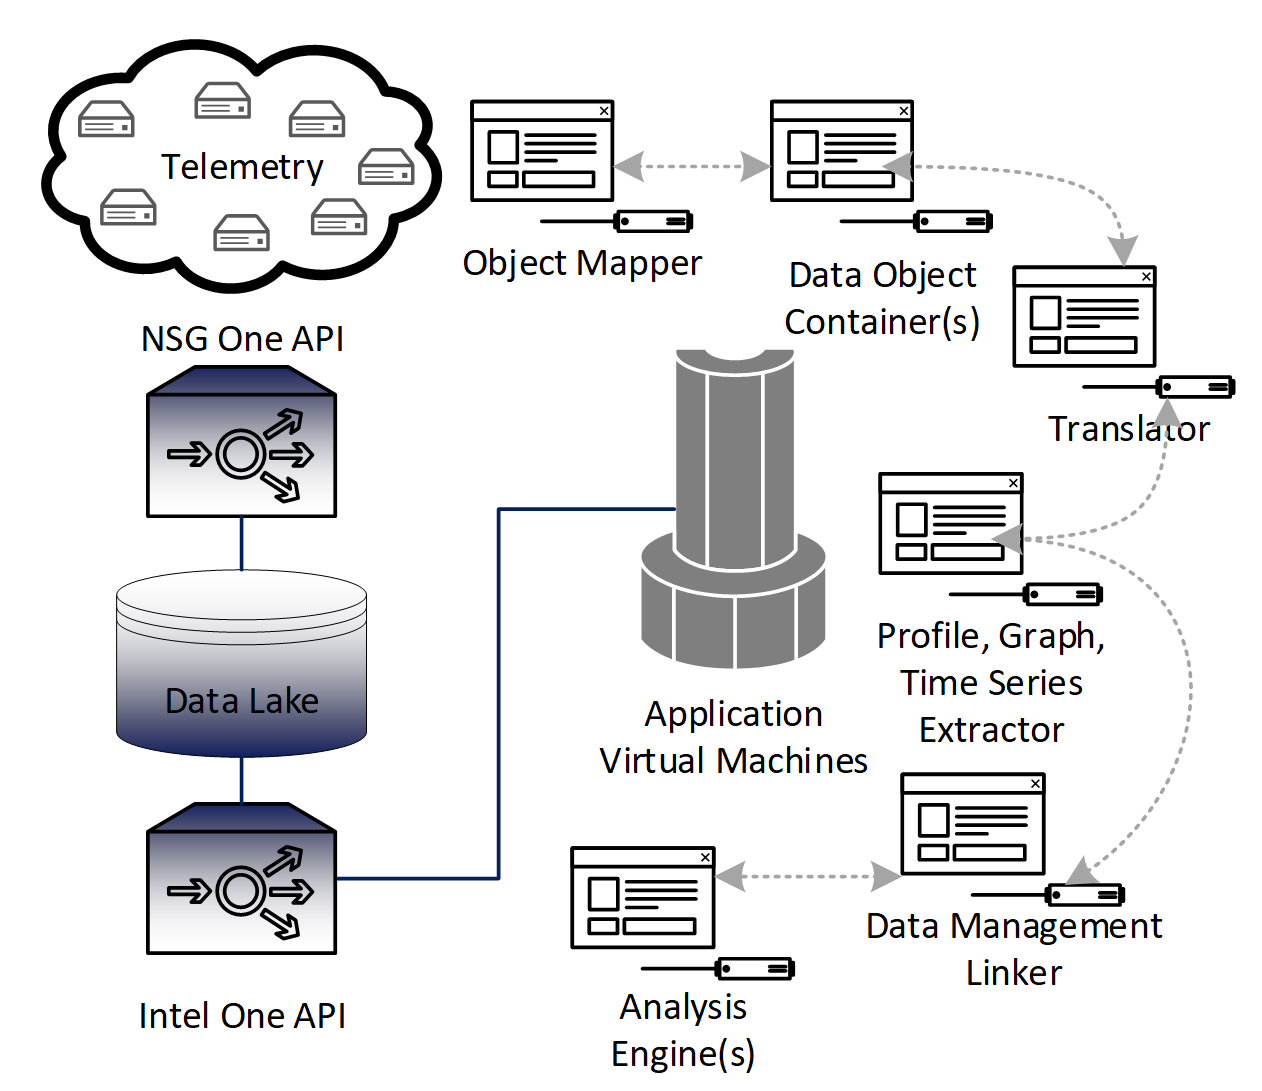 Telemetry
NSG One API
Data Lake
Intel One API
Object Mapper
Data Object
Container(s)
Translator
Profile, Graph,
Time Series
Extractor
Application
Virtual Machines
Data Management
Linker
Analysis
Engine(s)